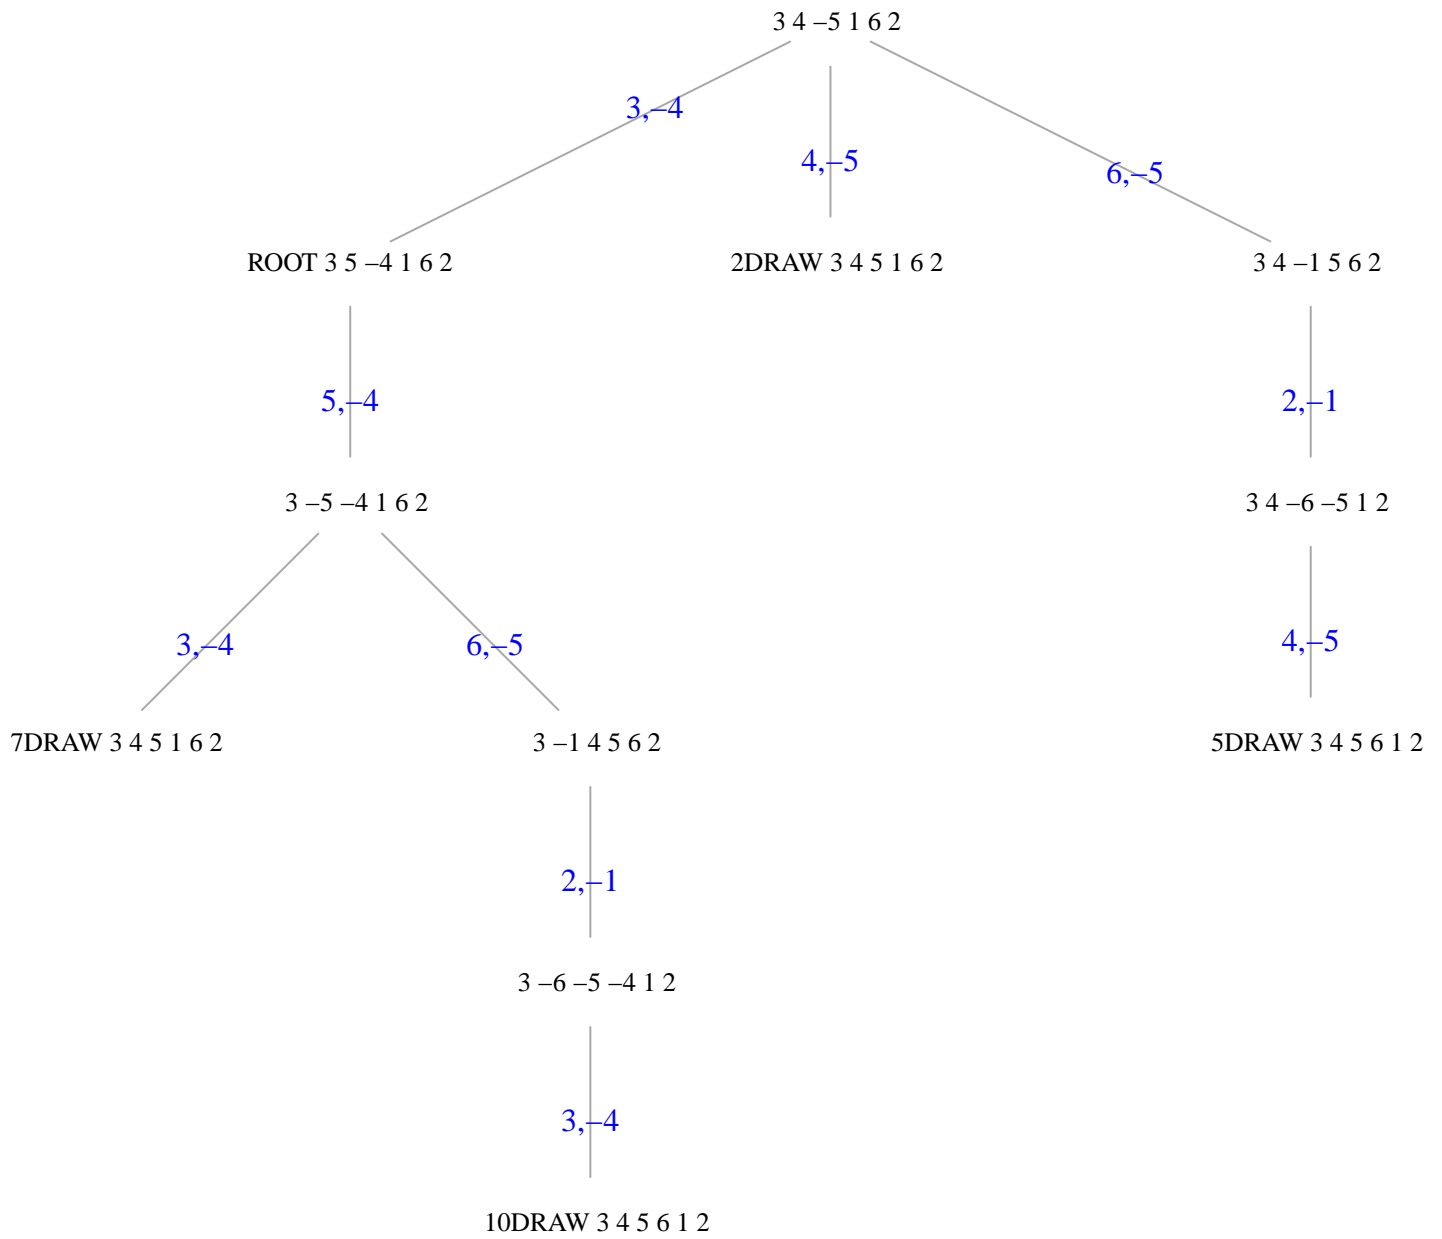 3 4 –5 1 6 2
3,–4
4,–5
6,–5
ROOT 3 5 –4 1 6 2
2DRAW 3 4 5 1 6 2
3 4 –1 5 6 2
5,–4
2,–1
3 –5 –4 1 6 2
3 4 –6 –5 1 2
3,–4
6,–5
4,–5
7DRAW 3 4 5 1 6 2
3 –1 4 5 6 2
5DRAW 3 4 5 6 1 2
2,–1
3 –6 –5 –4 1 2
3,–4
10DRAW 3 4 5 6 1 2